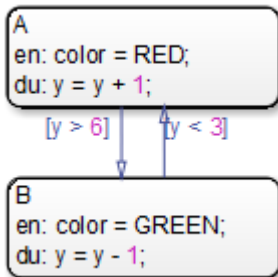 A
en: color = RED;
du: y = y + 1;
[y > 6] [y < 3]
B
en: color = GREEN;
du: y = y - 1;